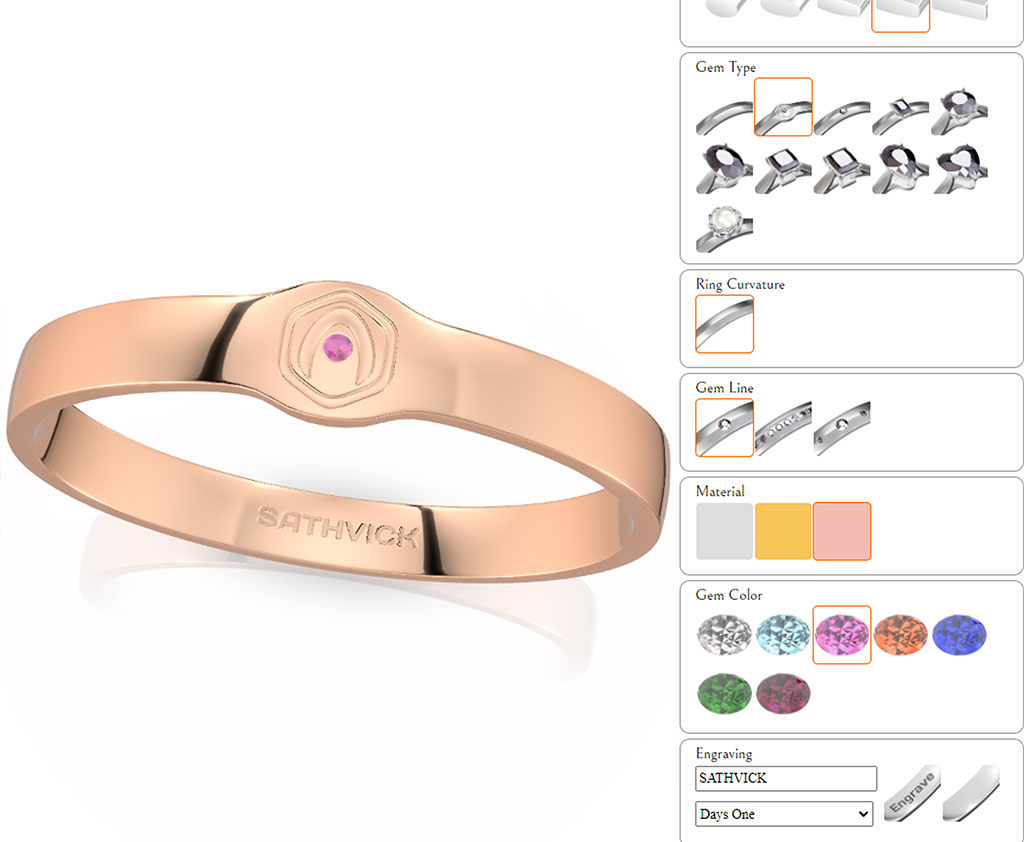 Gem Type
Ring Curvature
Gem Line
Material
Gem Color
Engraving
SATHVICK
Days One
Engrave
SATHVICK